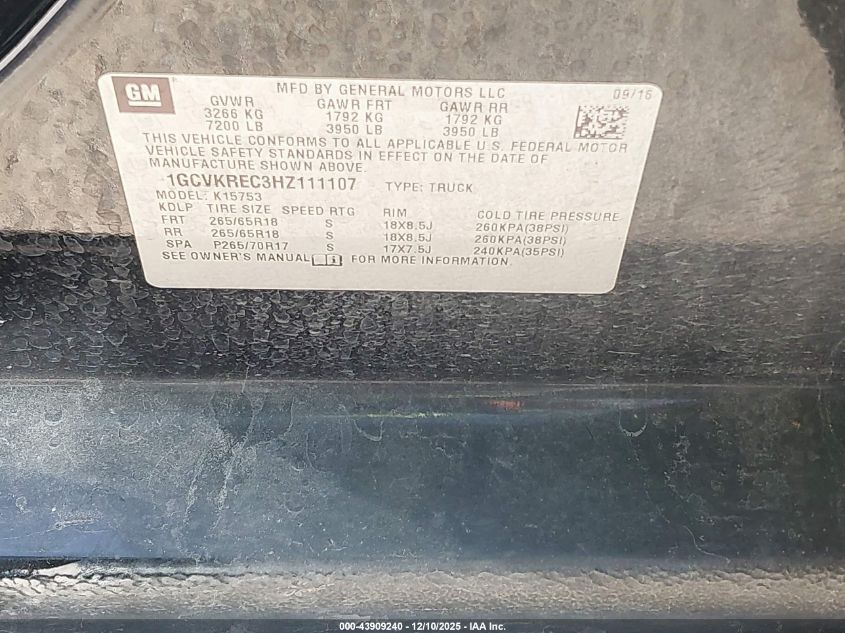 GM
MFD BY GENERAL MOTORS LLC 09/16
GVWR GAWR FRT GAWR RR
3266 KG 1792 KG 1792 KG
7200 LB 3950 LB 3950 LB
THIS VEHICLE CONFORMS TO ALL APPLICABLE U.S. FEDERAL MOTOR
VEHICLE SAFETY STANDARDS IN EFFECT ON THE DATE OF
MANUFACTURE SHOWN ABOVE.
1GCVKREC3HZ111107 TYPE: TRUCK
MODEL: K15753
KDLP TIRE SIZE SPEED RTG RIM COLD TIRE PRESSURE
FRT 265/65R18 S 18X8.5J 260KPA(38PSI)
RR 265/65R18 S 18X8.5J 260KPA(38PSI)
SPA P265/70R17 S 17X7.5J 240KPA(35PSI)
SEE OWNER'S MANUAL FOR MORE INFORMATION.
000-43909240 - 12/10/2025 - IAA Inc.